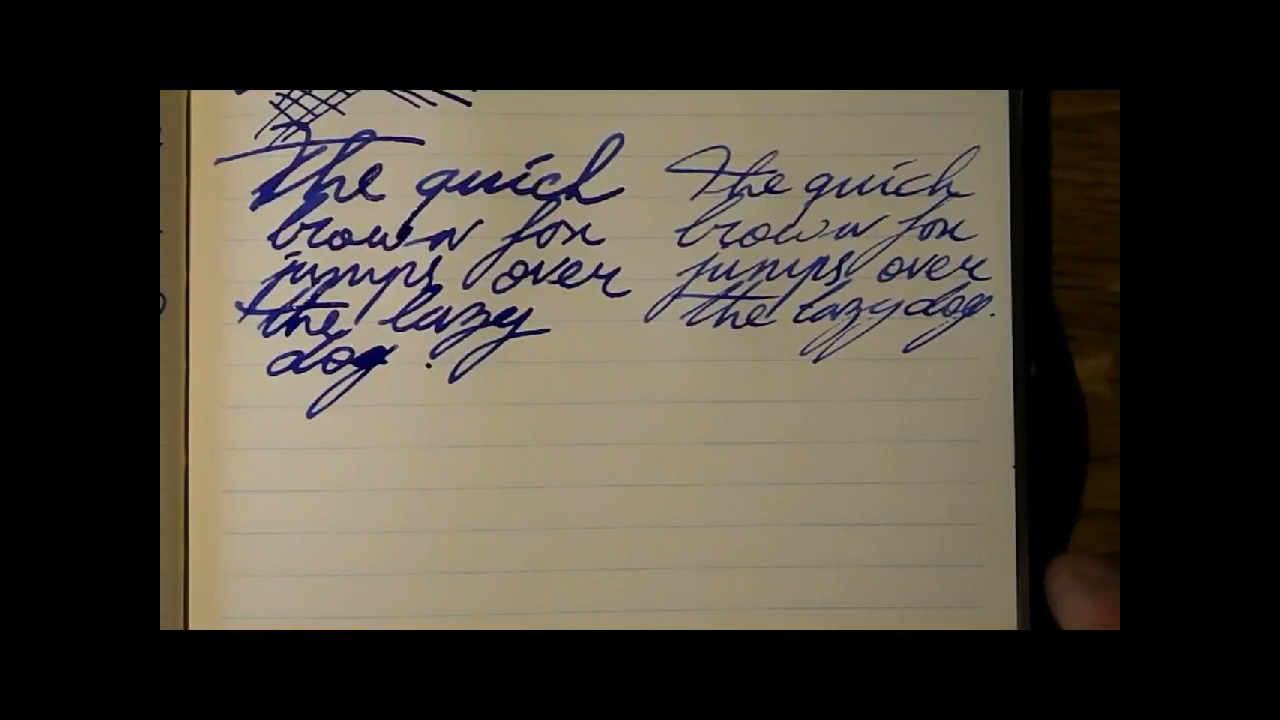 The quick
brown fox
jumps over
the lazy
dog.
The quick
brown fox
jumps over
the lazy dog.